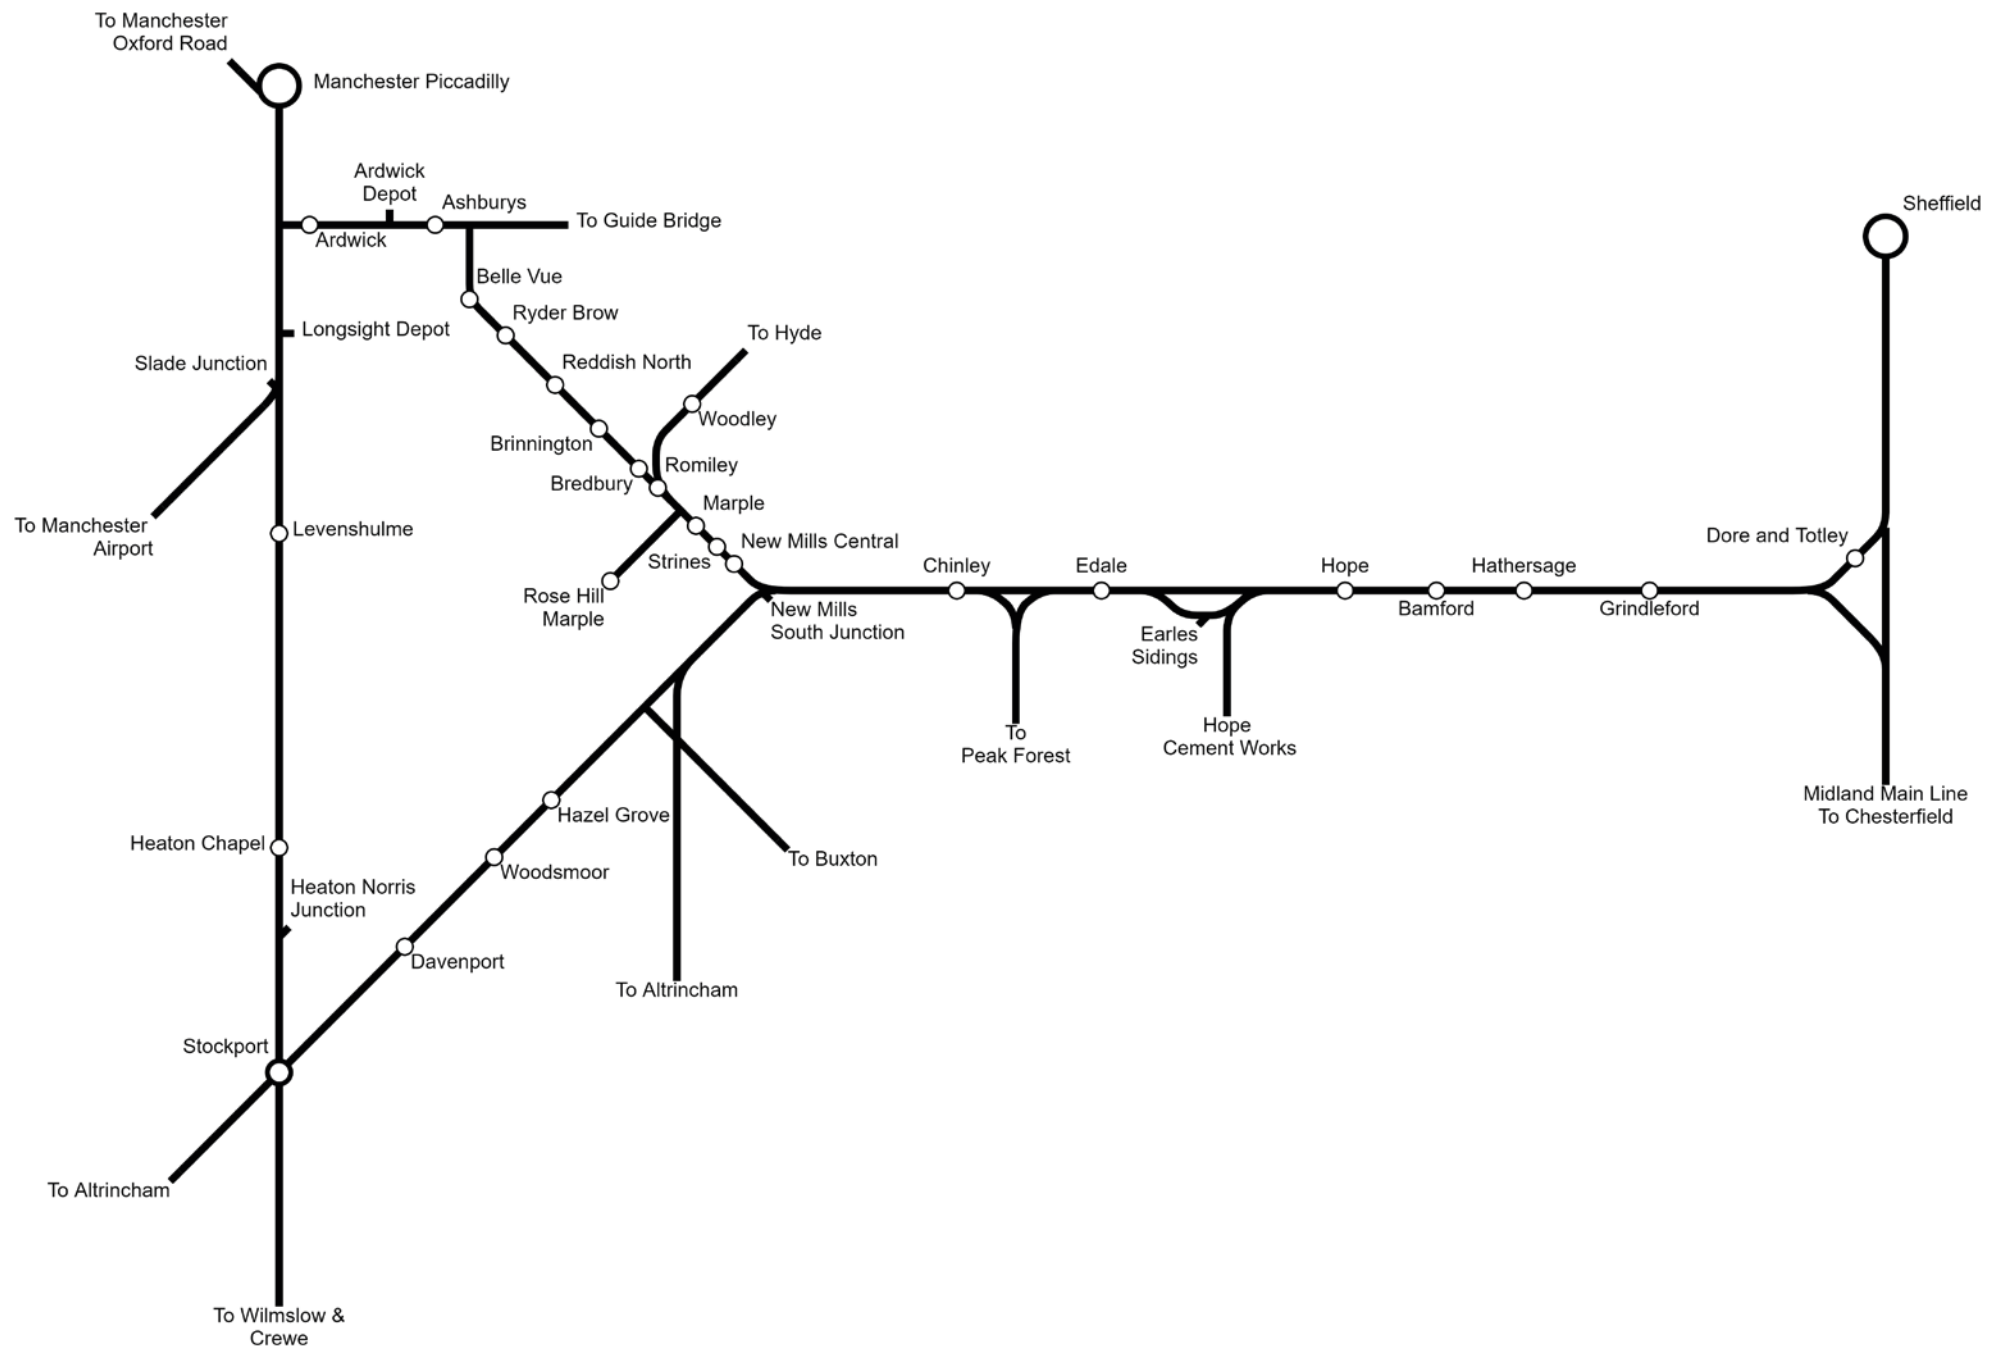 To Manchester
Oxford Road
Manchester Piccadilly
Ardwick
Depot
Ashburys
To Guide Bridge
Ardwick
Sheffield
Belle Vue
Ryder Brow
Longsight Depot
To Hyde
Slade Junction
Reddish North
Woodley
Brinnington
Romiley
Bredbury
Marple
To Manchester
Airport
Levenshulme
New Mills Central
Strines
Dore and Totley
Chinley
Edale
Hope
Hathersage
Rose Hill
Marple
New Mills
South Junction
Bamford
Grindleford
Earles
Sidings
To
Peak Forest
Hope
Cement Works
Midland Main Line
To Chesterfield
Hazel Grove
Heaton Chapel
To Buxton
Woodsmoor
Heaton Norris
Junction
Davenport
To Altrincham
Stockport
To Altrincham
To Wilmslow &
Crewe